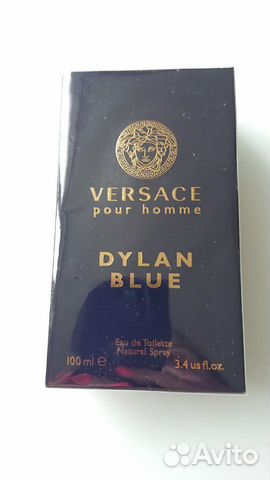 VERSACE
pour homme
DYLAN
BLUE
Eau de Toilette
Natural Spray
100 ml ℮
3.4 us fl.oz.
Avito